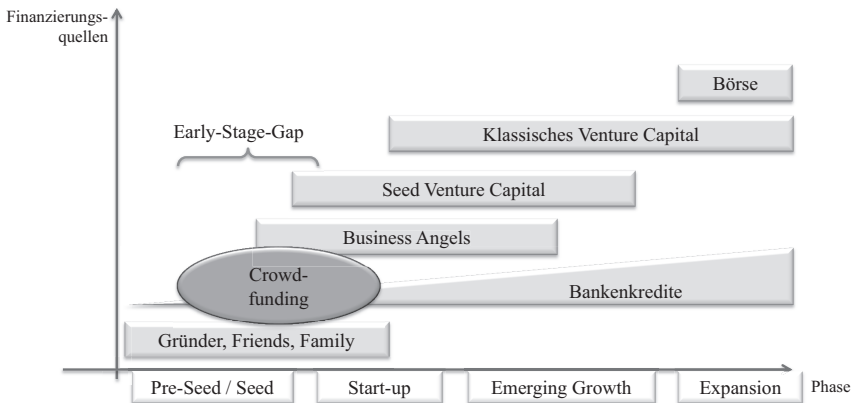 Finanzierungs-
quellen
Börse
Klassisches Venture Capital
Early-Stage-Gap
Seed Venture Capital
Business Angels
Crowd-
funding
Bankenkredite
Gründer, Friends, Family
Pre-Seed / Seed
Start-up
Emerging Growth
Expansion
Phase